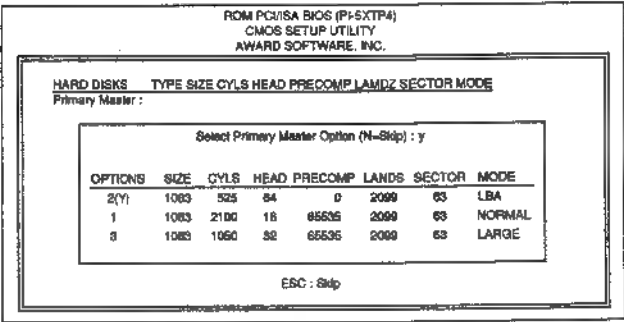 ROM PCI/ISA BIOS (PI-5XTP4)
CMOS SETUP UTILITY
AWARD SOFTWARE, INC.
HARD DISKS TYPE SIZE CYLS HEAD PRECOMP LAMDZ SECTOR MODE
Primary Master :
Select Primary Master Option (N=Skip) : y
OPTIONS SIZE CYLS HEAD PRECOMP LANDS SECTOR MODE
2(Y) 1083 525 64 0 2099 63 LBA
1 1083 2100 16 65535 2099 63 NORMAL
3 1083 1050 32 65535 2099 63 LARGE
ESC : Skip